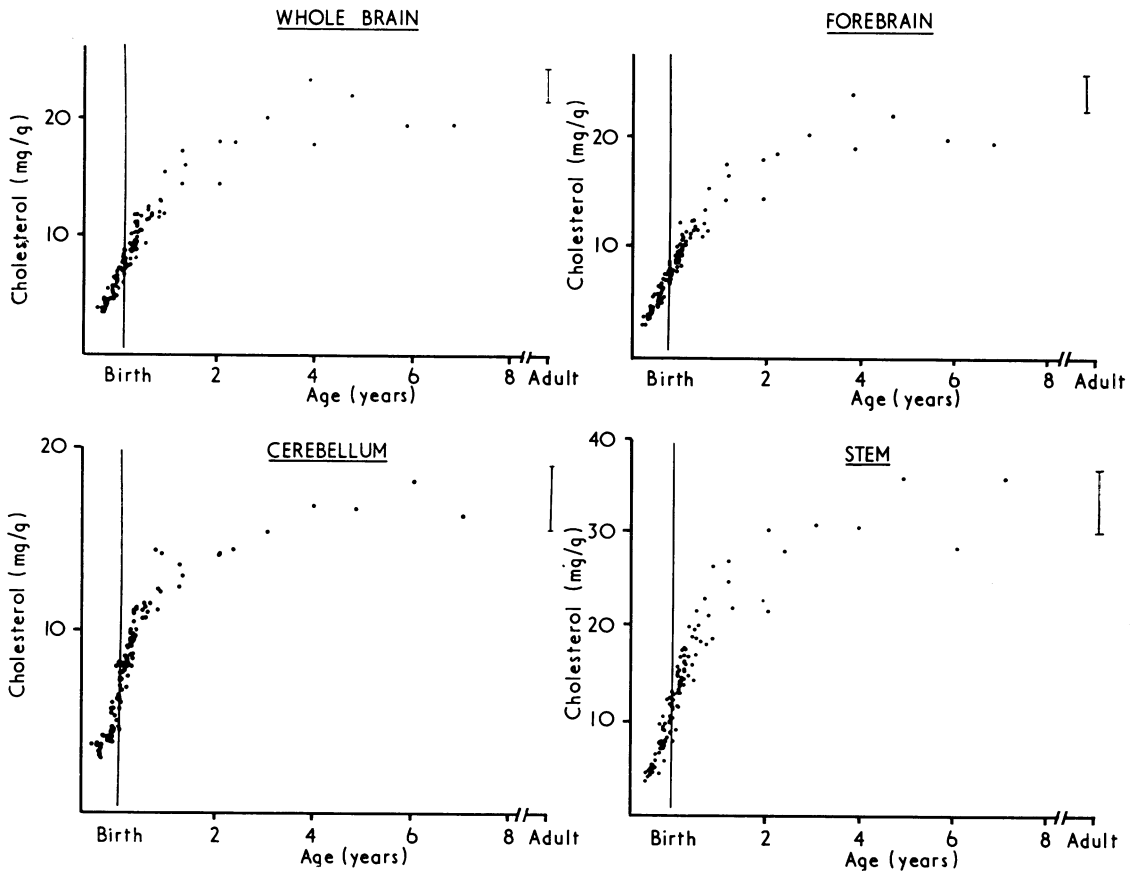 WHOLE BRAIN
Cholesterol (mg/g)
20
10
Birth 2 4 6 8 Adult
Age (years)
FOREBRAIN
Cholesterol (mg/g)
20
10
Birth 2 4 6 8 Adult
Age (years)
CEREBELLUM
Cholesterol (mg/g)
20
10
Birth 2 4 6 8 Adult
Age (years)
STEM
Cholesterol (mg/g)
40
30
20
10
Birth 2 4 6 8 Adult
Age (years)